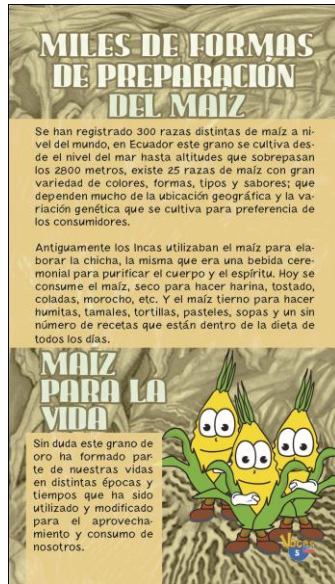 MILES DE FORMAS
DE PREPARACIÓN
DEL MAÍZ
Se han registrado 300 razas distintas de maíz a ni-
vel del mundo, en Ecuador este grano se cultiva des-
de el nivel del mar hasta altitudes que sobrepasan
los 2800 metros, existe 25 razas de maíz con gran
variedad de colores, formas, tipos y sabores; que
dependen mucho de la ubicación geográfica y la va-
riación genética que se cultiva para preferencia de
los consumidores.
Antiguamente los Incas utilizaban el maíz para ela-
borar la chicha, la misma que era una bebida cere-
monial para purificar el cuerpo y el espíritu. Hoy se
consume el maíz, seco para hacer harina, tostado,
coladas, morocho, etc. Y el maíz tierno para hacer
humitas, tamales, tortillas, pasteles, sopas y un sin
número de recetas que están dentro de la dieta de
todos los días.
MAÍZ
PARA LA
VIDA
Sin duda este grano de
oro ha formado par-
te de nuestras vidas
en distintas épocas y
tiempos que ha sido
utilizado y modificado
para el aprovecha-
miento y consumo de
nosotros.
Voces
5